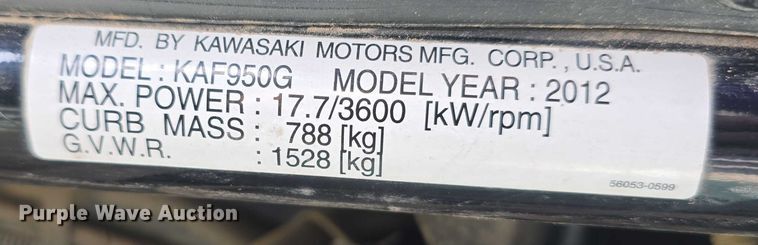 MFD. BY KAWASAKI MOTORS MFG. CORP., U.S.A.
MODEL: KAF950G MODEL YEAR: 2012
MAX. POWER: 17.7/3600 [kW/rpm]
CURB MASS: 788 [kg]
G.V.W.R. : 1528 [kg]
56053-0599
Purple Wave Auction